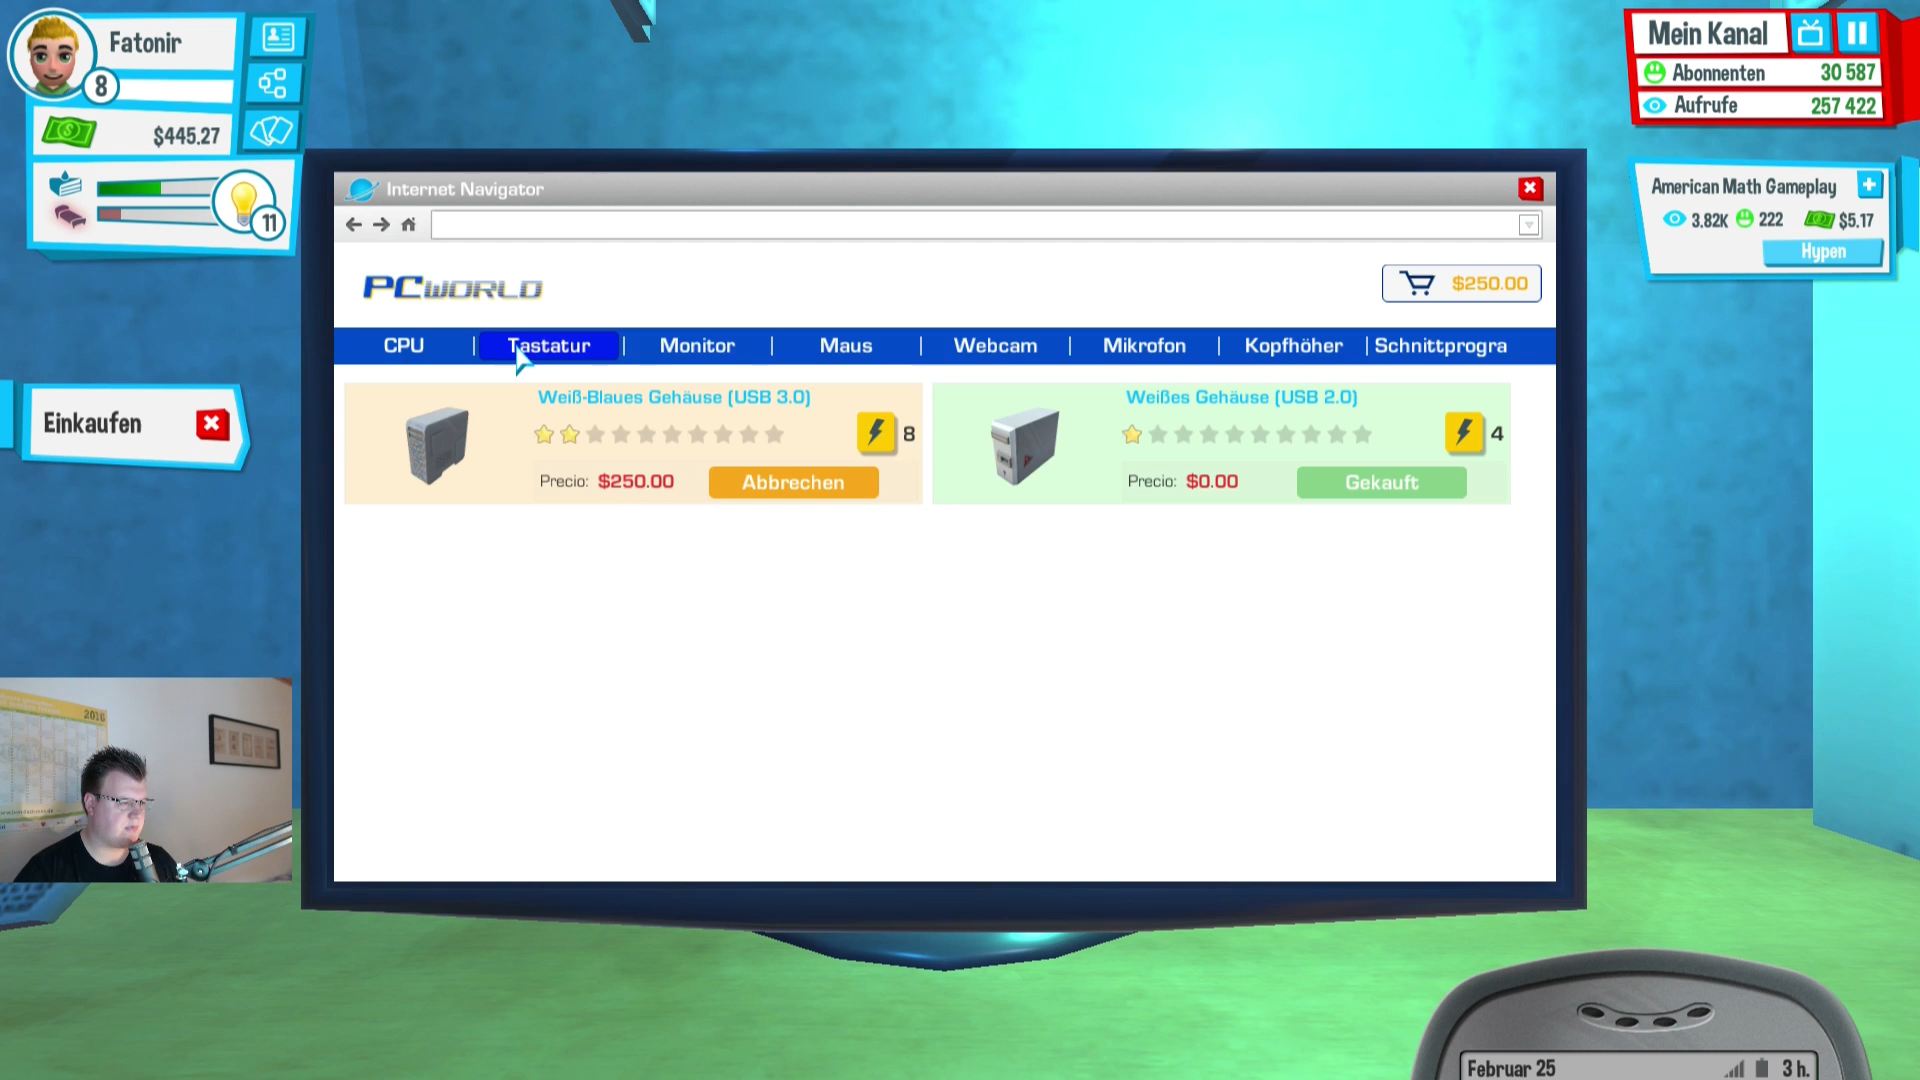 Fatonir
8
$445.27
11
Mein Kanal
Abonnenten 30 587
Aufrufe 257 422
American Math Gameplay
3.82K 222 $5.17
Hypen
Einkaufen
Internet Navigator
PCWORLD
$250.00
CPU | Tastatur | Monitor | Maus | Webcam | Mikrofon | Kopfhöher | Schnittprogra
Weiß-Blaues Gehäuse (USB 3.0)
8
Precio: $250.00 Abbrechen
Weißes Gehäuse (USB 2.0)
4
Precio: $0.00 Gekauft
2016
Februar 25 3 h.